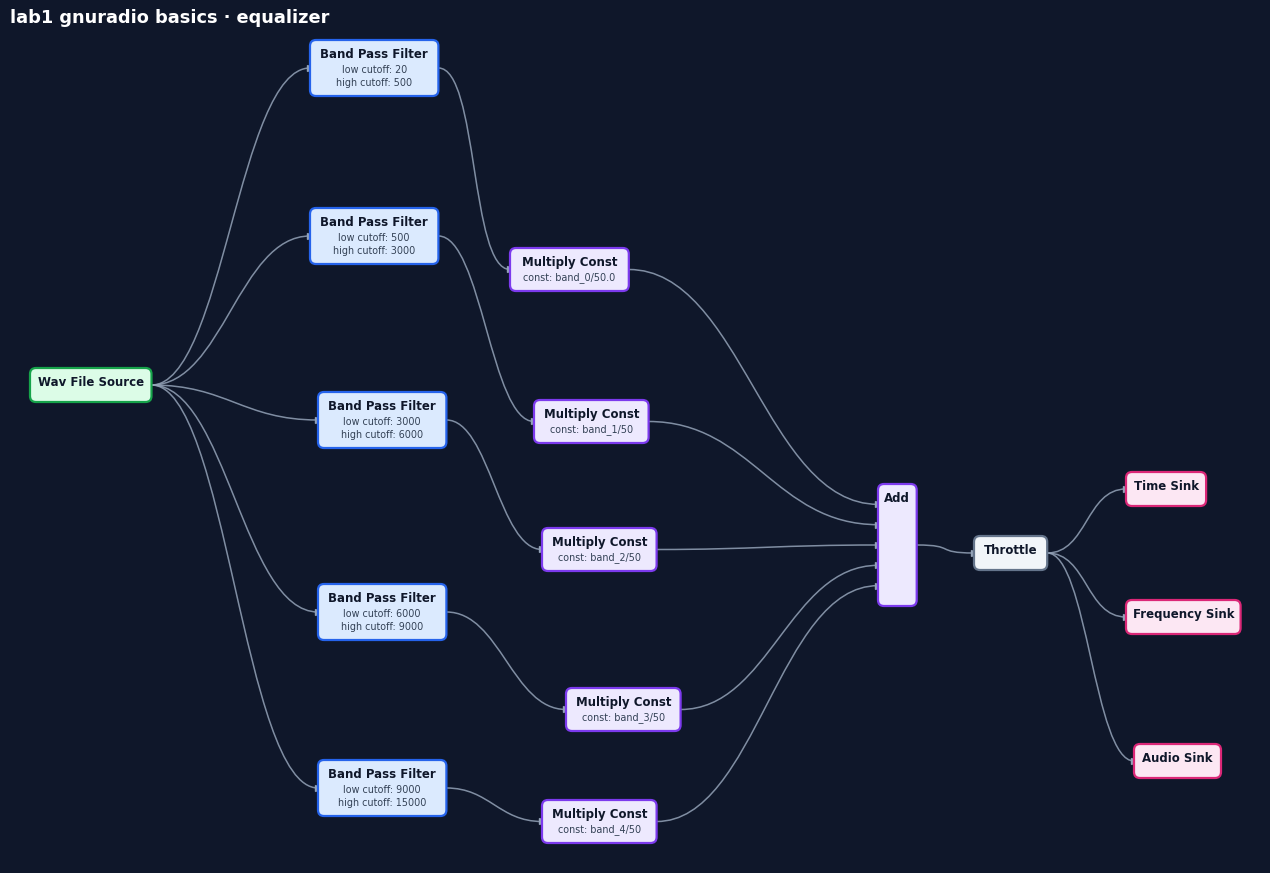 lab1 gnuradio basics · equalizer
Band Pass Filter
low cutoff: 20
high cutoff: 500
Band Pass Filter
low cutoff: 500
high cutoff: 3000
Multiply Const
const: band_0/50.0
Wav File Source
Band Pass Filter
low cutoff: 3000
high cutoff: 6000
Multiply Const
const: band_1/50
Add
Time Sink
Multiply Const
const: band_2/50
Throttle
Band Pass Filter
low cutoff: 6000
high cutoff: 9000
Frequency Sink
Multiply Const
const: band_3/50
Audio Sink
Band Pass Filter
low cutoff: 9000
high cutoff: 15000
Multiply Const
const: band_4/50